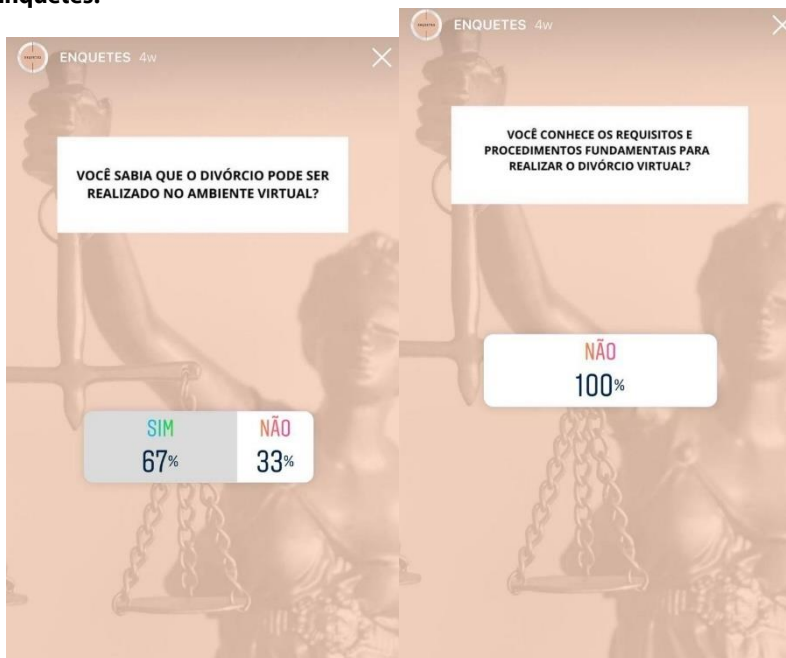 enquetes.
ENQUETES 4w
VOCÊ SABIA QUE O DIVÓRCIO PODE SER
REALIZADO NO AMBIENTE VIRTUAL?
SIM
67%
NÃO
33%
ENQUETES 4w
VOCÊ CONHECE OS REQUISITOS E
PROCEDIMENTOS FUNDAMENTAIS PARA
REALIZAR O DIVÓRCIO VIRTUAL?
NÃO
100%